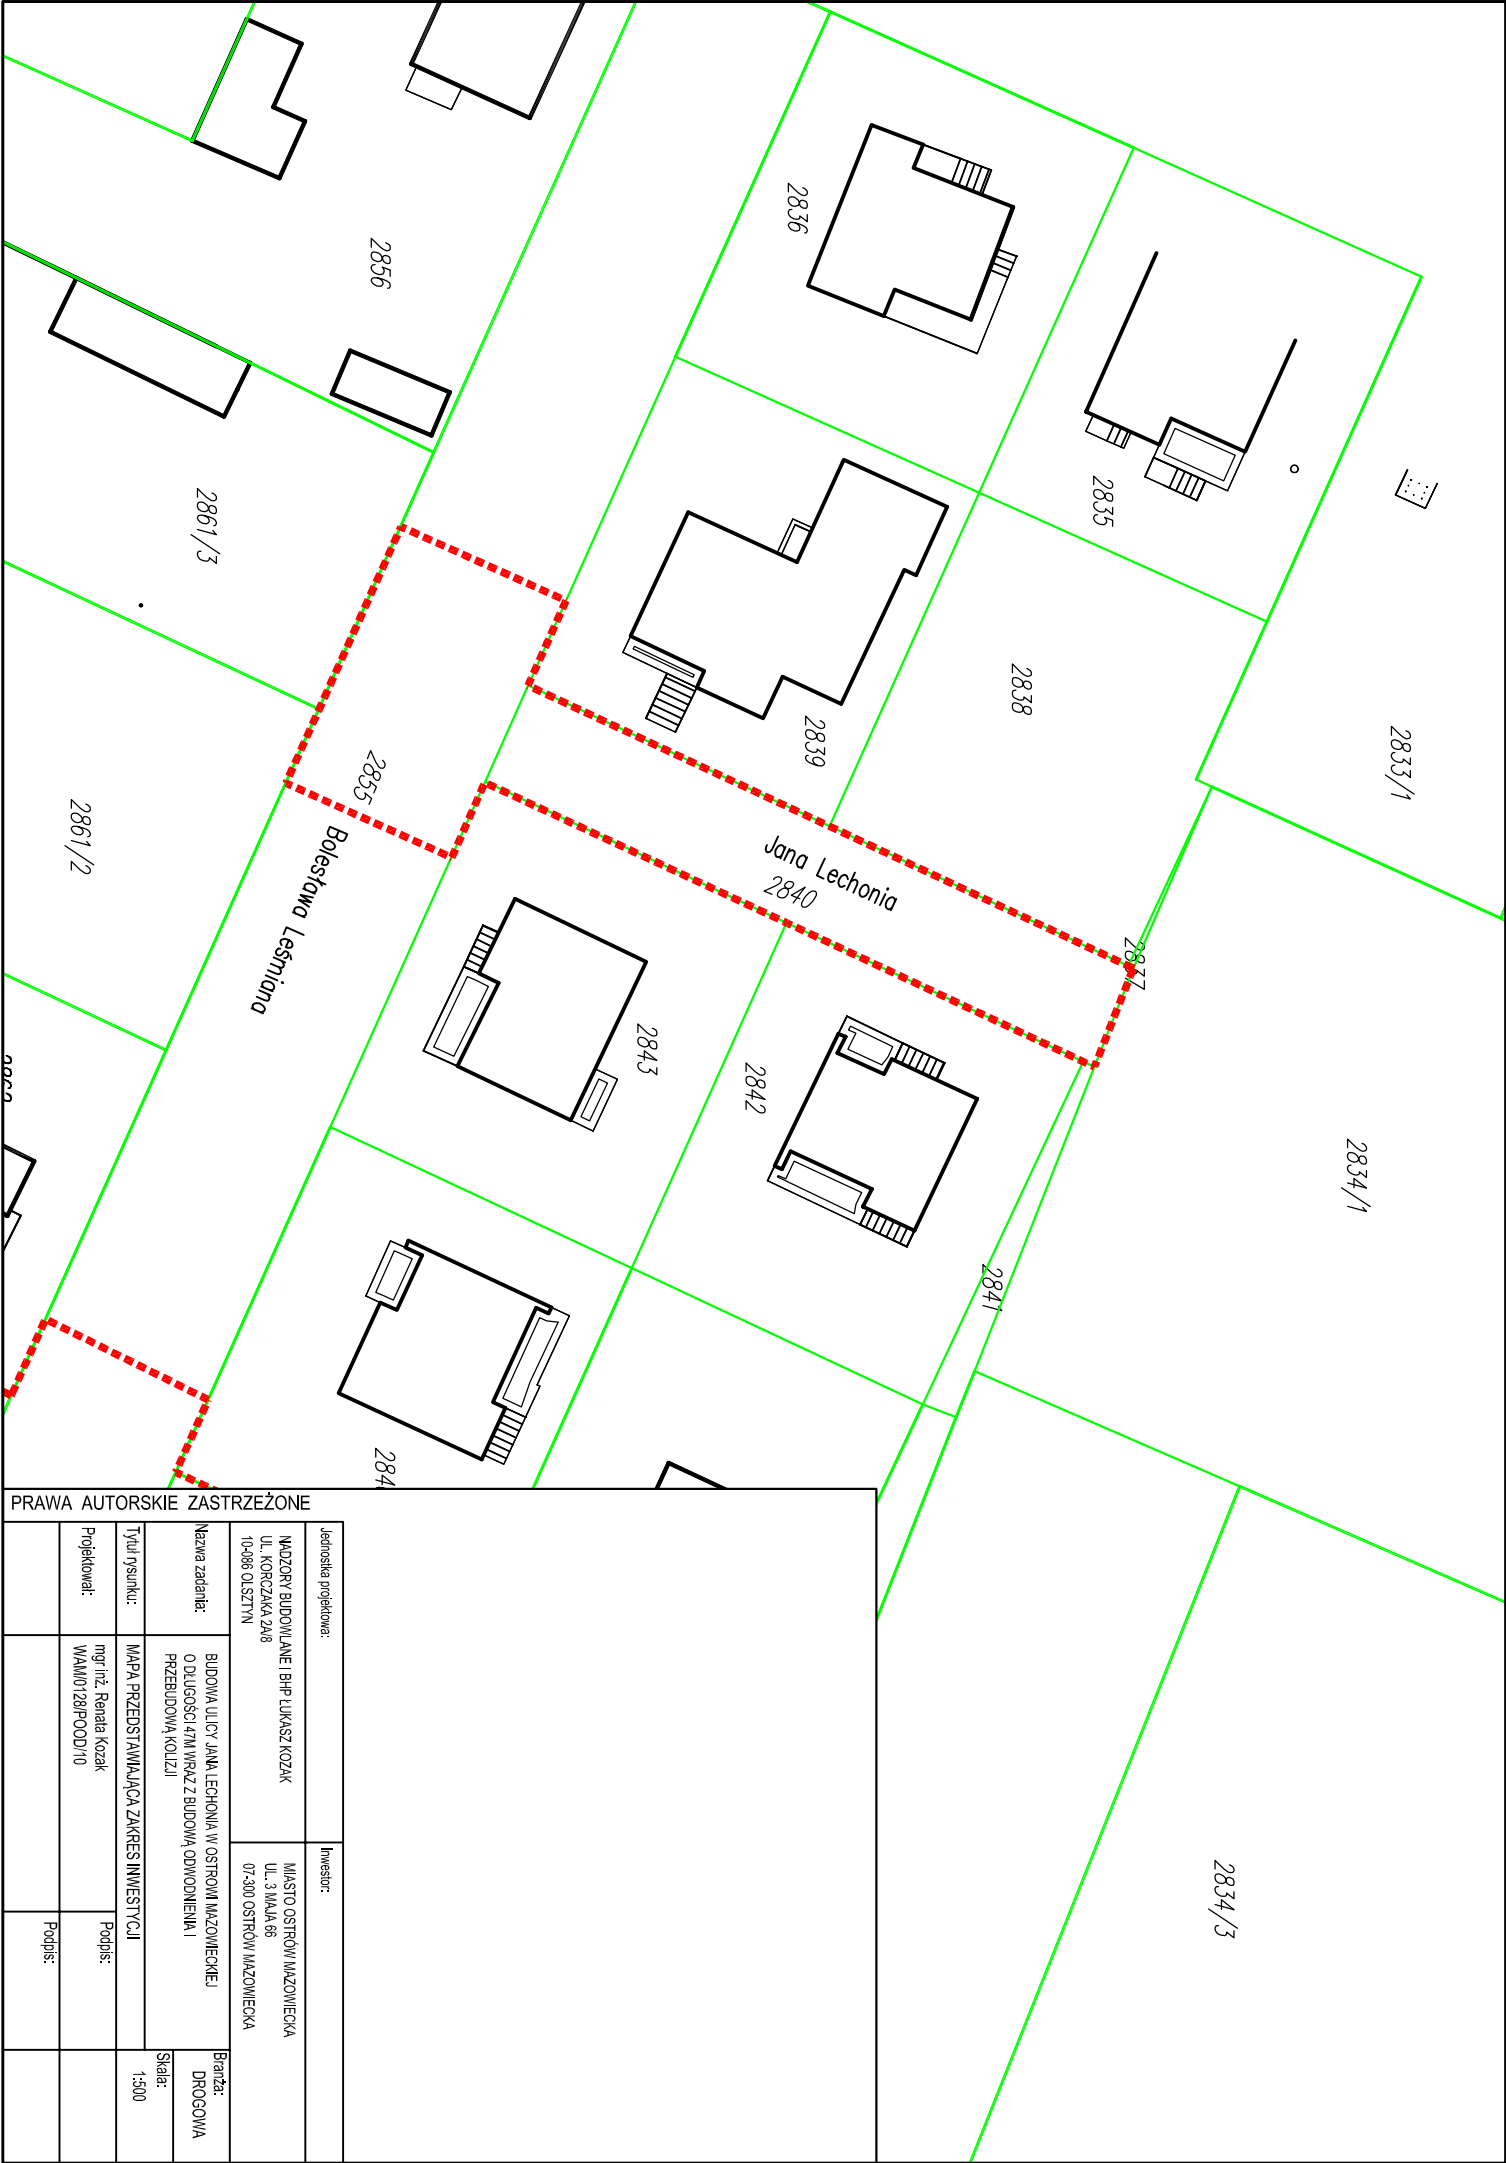 2836
2856
2835
2861/3
2838
2839
2833/1
2855
2861/2
Bolesława Leśmiana
Jana Lechonia
2840
2837
2843
2842
2834/1
2841
2834/3
PRAWA AUTORSKIE ZASTRZEŻONE
Jednostka projektowa:
NADZORY BUDOWLANE I BHP ŁUKASZ KOZAK
UL. KORCZAKA 2A/8
10-086 OLSZTYN
Inwestor:
MIASTO OSTRÓW MAZOWIECKA
UL. 3 MAJA 66
07-300 OSTRÓW MAZOWIECKA
Nazwa zadania:
BUDOWA ULICY JANA LECHONIA W OSTROWI MAZOWIECKIEJ
O DŁUGOŚCI 47M WRAZ Z BUDOWĄ ODWODNIENIA I
PRZEBUDOWĄ KOLIZJI
Branża:
DROGOWA
Tytuł rysunku:
MAPA PRZEDSTAWIAJĄCA ZAKRES INWESTYCJI
Skala:
1:500
Projektował:
mgr inż. Renata Kozak
WAM/0128/POOD/10
Podpis:
Podpis: